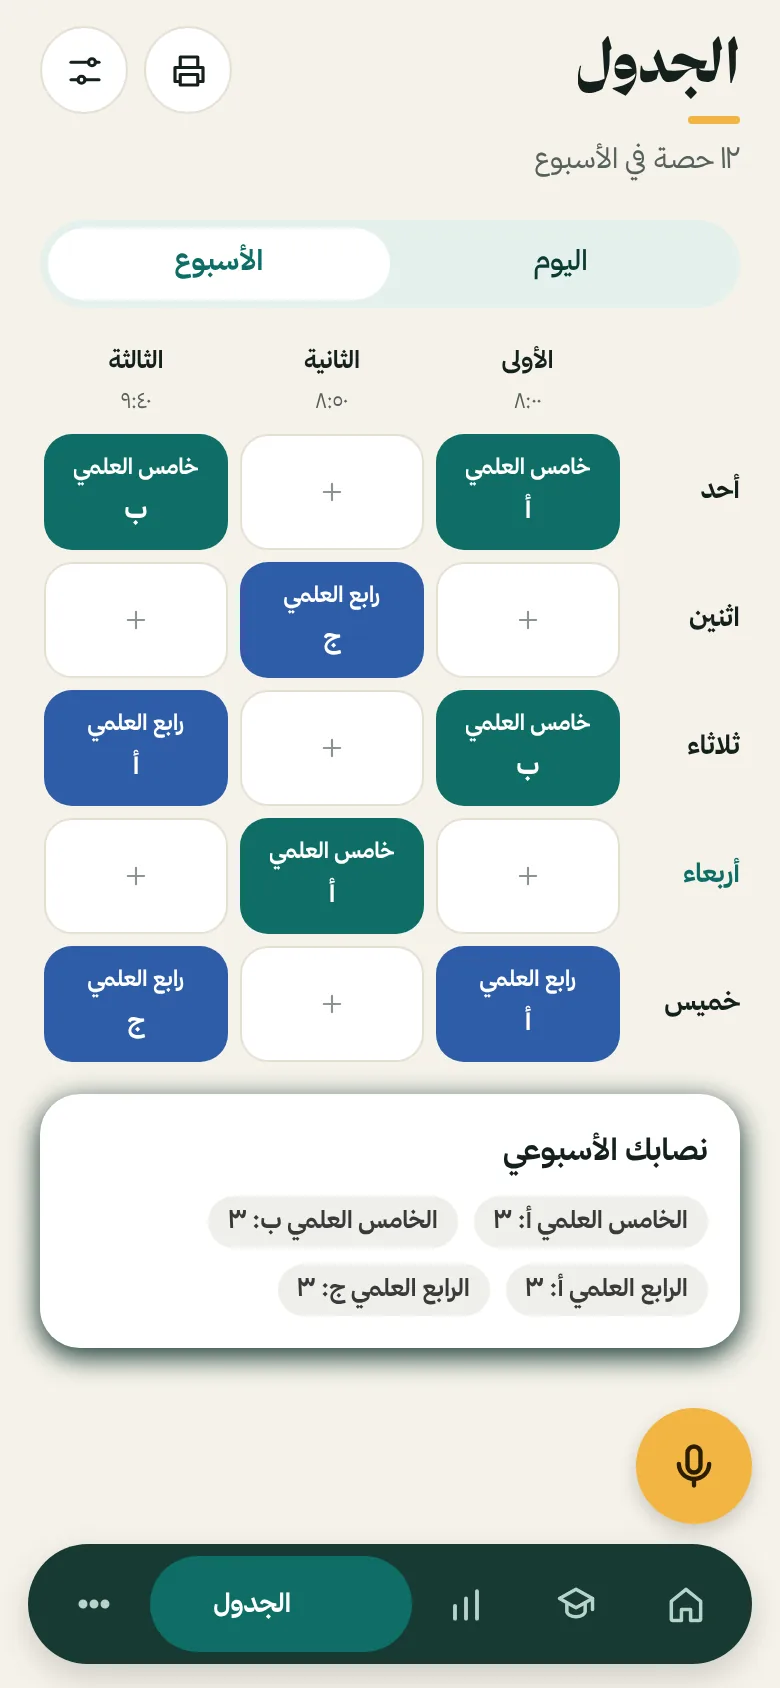 الجدول
١٢ حصة في الأسبوع
اليوم
الأسبوع
الأولى
الثانية
الثالثة
٨:٠٠
٨:٥٠
٩:٤٠
أحد
خامس العلمي
أ
+
خامس العلمي
ب
اثنين
+
رابع العلمي
ج
+
ثلاثاء
خامس العلمي
ب
+
رابع العلمي
أ
أربعاء
+
خامس العلمي
أ
+
خميس
رابع العلمي
أ
+
رابع العلمي
ج
نصابك الأسبوعي
الخامس العلمي أ: ٣
الخامس العلمي ب: ٣
الرابع العلمي أ: ٣
الرابع العلمي ج: ٣
الجدول